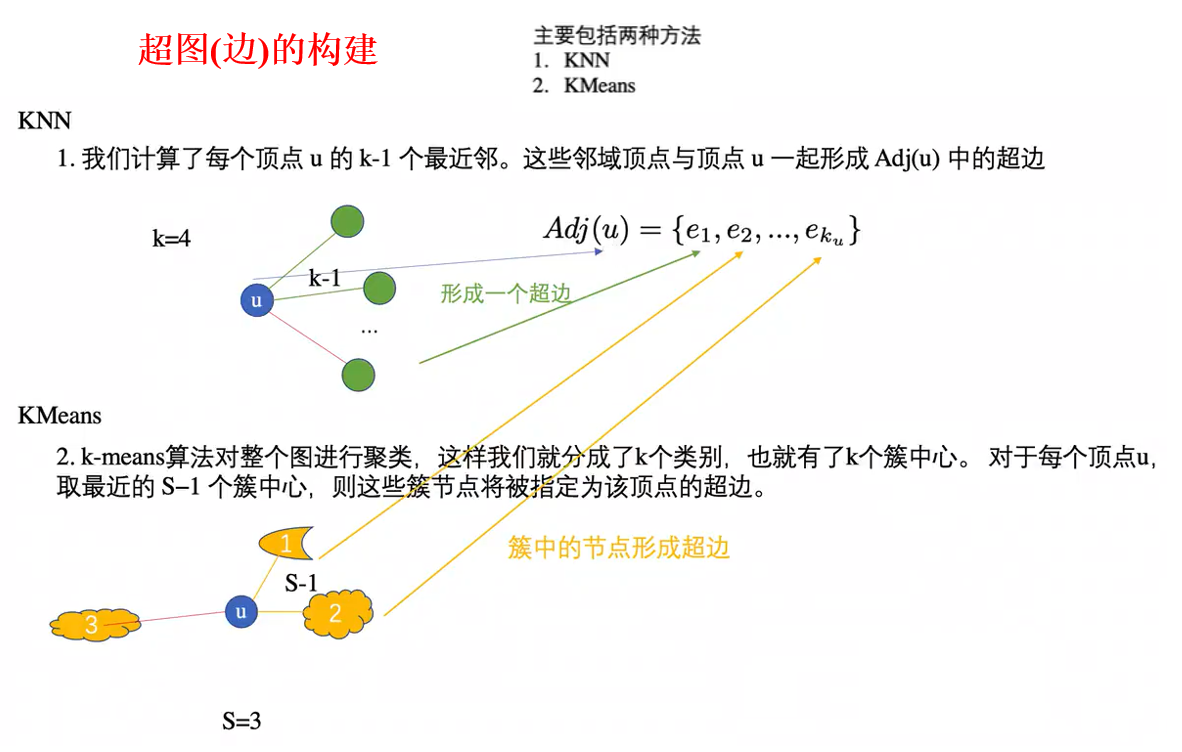 超图(边)的构建
主要包括两种方法
1. KNN
2. KMeans
KNN
1. 我们计算了每个顶点 u 的 k-1 个最近邻。这些邻域顶点与顶点 u 一起形成 Adj(u) 中的超边
k=4
Adj(u) = {e₁, e₂, ..., eₖᵤ}
k-1
u
形成一个超边
...
KMeans
2. k-means算法对整个图进行聚类，这样我们就分成了k个类别，也就有了k个簇中心。 对于每个顶点u，
取最近的 S–1 个簇中心，则这些簇节点将被指定为该顶点的超边。
1
簇中的节点形成超边
S-1
u
2
3
S=3